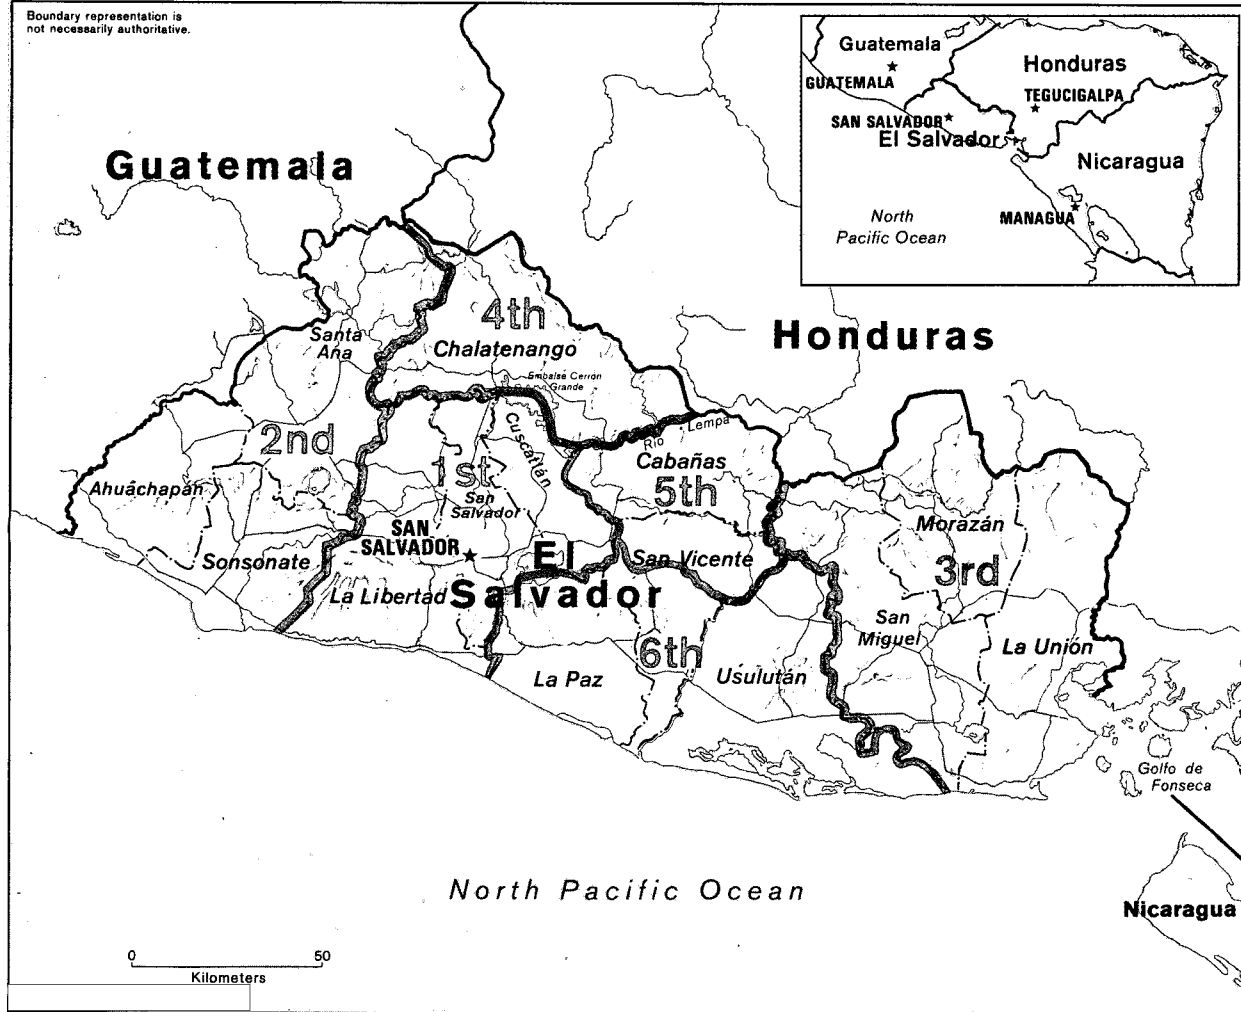 Boundary representation is
not necessarily authoritative.
Guatemala
Honduras
GUATEMALA
TEGUCIGALPA
SAN SALVADOR
El Salvador
Nicaragua
MANAGUA
North
Pacific Ocean
Guatemala
Honduras
4th
Santa
Ana
Chalatenango
Embalse Cerrón
Grande
Cuscatlán
Río Lempa
2nd
1st
Cabañas
5th
Ahuachapán
San
Salvador
Morazán
SAN
SALVADOR
El
Salvador
Sonsonate
San Vicente
3rd
La Libertad
San
Miguel
La Unión
6th
La Paz
Usulután
Golfo de
Fonseca
North Pacific Ocean
Nicaragua
0 50
Kilometers